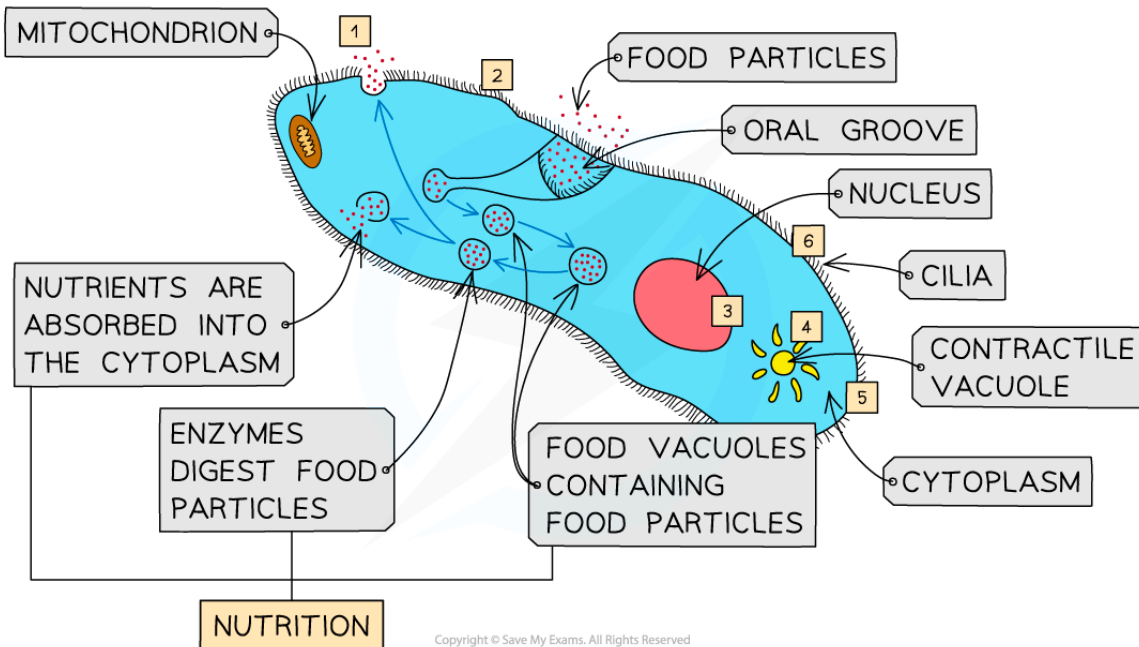 MITOCHONDRION
1
2
FOOD PARTICLES
ORAL GROOVE
NUCLEUS
6
CILIA
NUTRIENTS ARE
ABSORBED INTO
THE CYTOPLASM
3
4
CONTRACTILE
VACUOLE
5
ENZYMES
DIGEST FOOD
PARTICLES
FOOD VACUOLES
CONTAINING
FOOD PARTICLES
CYTOPLASM
NUTRITION
Copyright © Save My Exams. All Rights Reserved